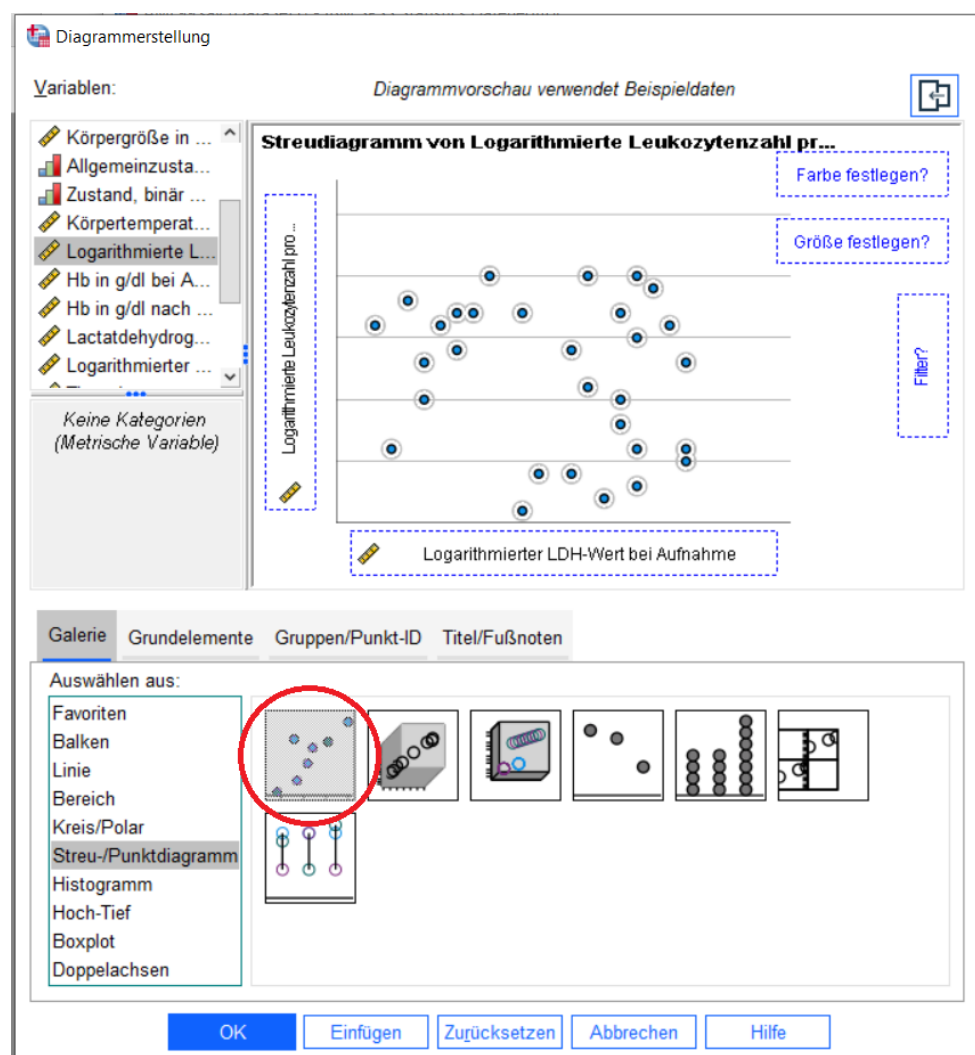 Diagrammerstellung
Variablen:
Diagrammvorschau verwendet Beispieldaten
Körpergröße in ...
Allgemeinzusta...
Zustand, binär ...
Körpertemperat...
Logarithmierte L...
Hb in g/dl bei A...
Hb in g/dl nach ...
Lactatdehydrog...
Logarithmierter ...
Keine Kategorien
(Metrische Variable)
Streudiagramm von Logarithmierte Leukozytenzahl pr...
Farbe festlegen?
Größe festlegen?
Filter?
Logarithmierte Leukozytenzahl pro...
Logarithmierter LDH-Wert bei Aufnahme
Galerie Grundelemente Gruppen/Punkt-ID Titel/Fußnoten
Auswählen aus:
Favoriten
Balken
Linie
Bereich
Kreis/Polar
Streu-/Punktdiagramm
Histogramm
Hoch-Tief
Boxplot
Doppelachsen
OK Einfügen Zurücksetzen Abbrechen Hilfe